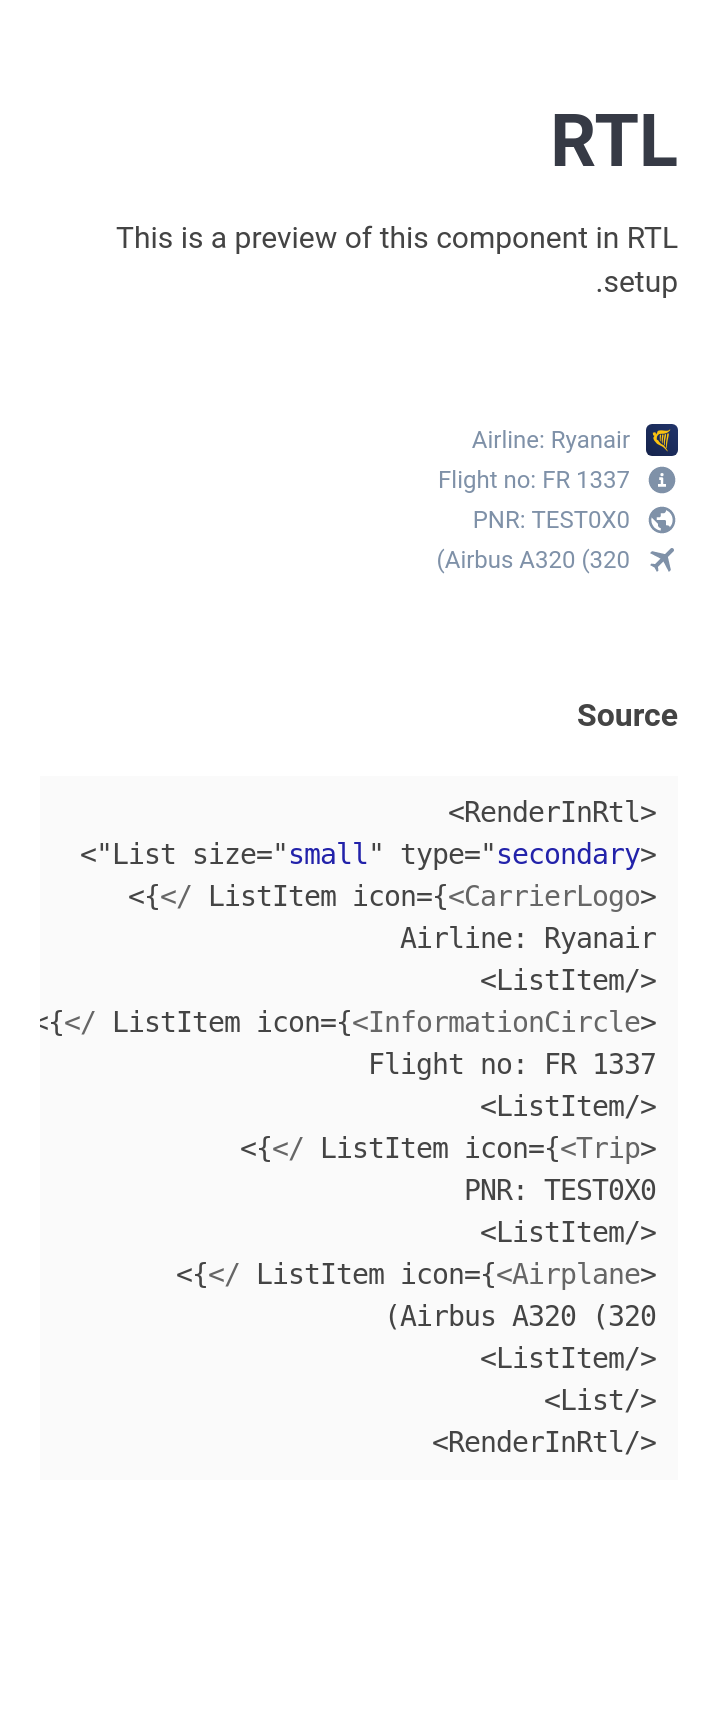 RTL
This is a preview of this component in RTL
.setup
Airline: Ryanair
Flight no: FR 1337
PNR: TEST0X0
(Airbus A320 (320
Source
<RenderInRtl>
<"List size="small" type="secondary>
<{</ ListItem icon={<CarrierLogo>
Airline: Ryanair
<ListItem/>
<{</ ListItem icon={<InformationCircle>
Flight no: FR 1337
<ListItem/>
<{</ ListItem icon={<Trip>
PNR: TEST0X0
<ListItem/>
<{</ ListItem icon={<Airplane>
(Airbus A320 (320
<ListItem/>
<List/>
<RenderInRtl/>